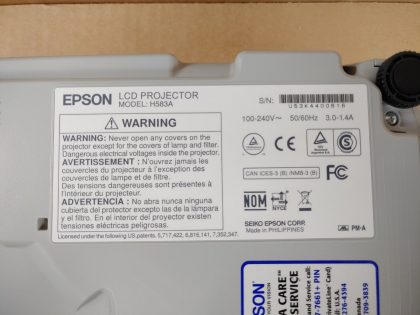 EPSON LCD PROJECTOR
MODEL: H583A
S/N:
100-240V~ 50/60Hz 3.0-1.4A
WARNING
WARNING: Never open any covers on the
projector except for the covers of lamp and filter.
Dangerous electrical voltages inside the projector.
AVERTISSEMENT : N'ouvrez jamais les
couvercles du projecteur à l'exception des
couvercles de lampe et de filtre.
Des tensions dangereuses sont présentes à
l'intérieur du projecteur.
ADVERTENCIA : No abra nunca ninguna
cubierta del proyector excepto las de la lámpara
y el filtro. En el interior del proyector existen
tensiones eléctricas peligrosas.
Licensed under following US patents, 5,717,422, 6,816,141, 7,352,347.
CE
CAN ICES-3 (B) /NMB-3 (B)
NOM
NYCE
SEIKO EPSON CORP.
Made in PHILIPPINES
PM-A
EPSON